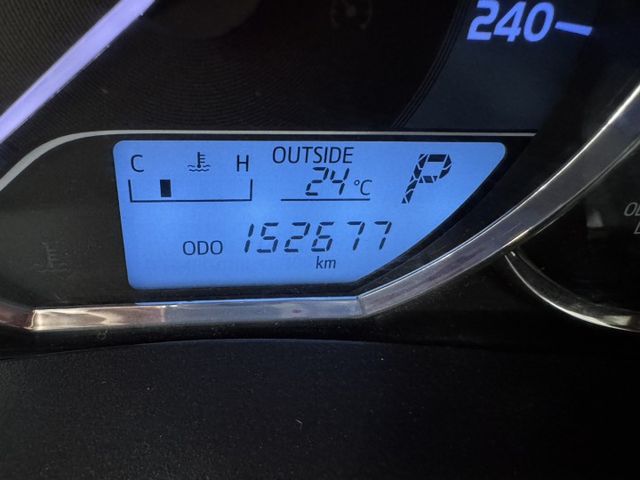 240
C H OUTSIDE
24 °C P
ODO 152677
km